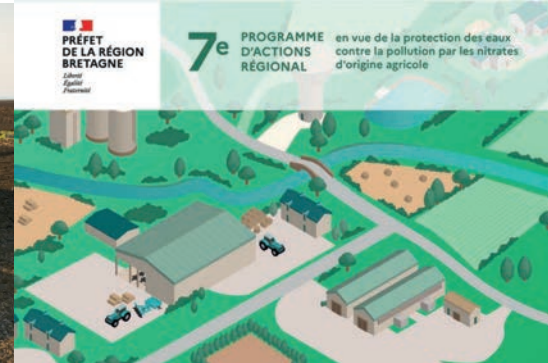 PRÉFET
DE LA RÉGION
BRETAGNE
Liberté
Égalité
Fraternité
7e
PROGRAMME
D'ACTIONS
RÉGIONAL
en vue de la protection des eaux
contre la pollution par les nitrates
d'origine agricole